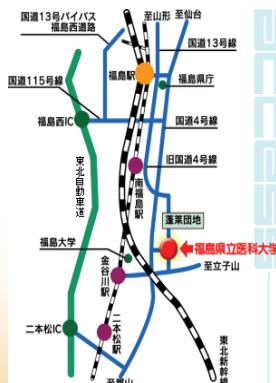 国道13号バイパス
福島西道路
至山形
至仙台
国道13号線
福島駅
福島県庁
国道115号線
国道4号線
福島西IC
旧国道4号線
南福島駅
東北自動車道
蓬莱団地
福島大学
福島県立医科大学
金谷川駅
至立子山
二本松IC
二本松駅
東北新幹線
至郡山
access